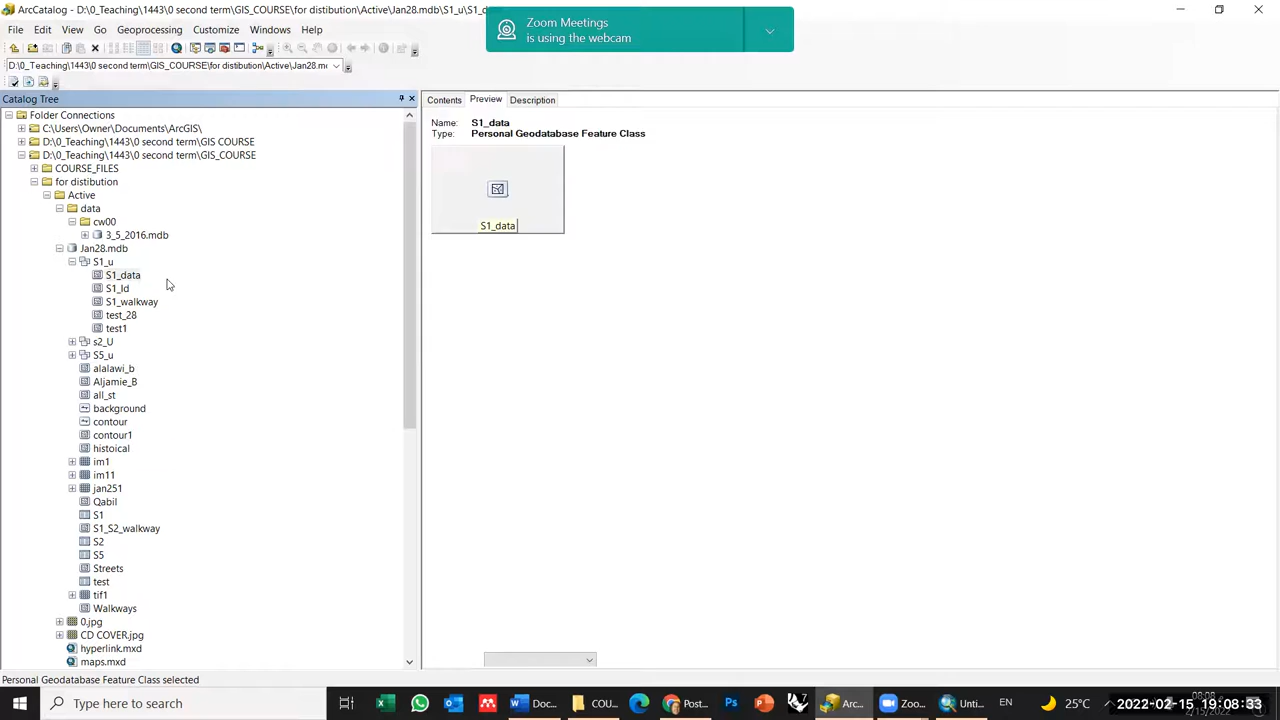 ArcCatalog - D:\0_Teaching\1443\0 second term\GIS_COURSE\for distibution\Active\Jan28.mdb\S1_u\S1_d
Zoom Meetings
is using the webcam
File Edit View Go Geoprocessing Customize Windows Help
D:\0_Teaching\1443\0 second term\GIS_COURSE\for distibution\Active\Jan28.m
Catalog Tree
Contents Preview Description
Folder Connections
C:\Users\Owner\Documents\ArcGIS\
D:\0_Teaching\1443\0 second term\GIS COURSE
D:\0_Teaching\1443\0 second term\GIS_COURSE
COURSE_FILES
for distibution
Active
data
cw00
3_5_2016.mdb
Jan28.mdb
S1_u
S1_data
S1_ld
S1_walkway
test_28
test1
s2_U
S5_u
alalawi_b
Aljamie_B
all_st
background
contour
contour1
histoical
im1
im11
jan251
Qabil
S1
S1_S2_walkway
S2
S5
Streets
test
tif1
Walkways
0.jpg
CD COVER.jpg
hyperlink.mxd
maps.mxd
Name: S1_data
Type: Personal Geodatabase Feature Class
S1_data
Personal Geodatabase Feature Class selected
Type here to search
Doc...
COU...
Post...
Arc...
Zoo...
Unti...
25°C
EN
2022-02-15 19:08:33